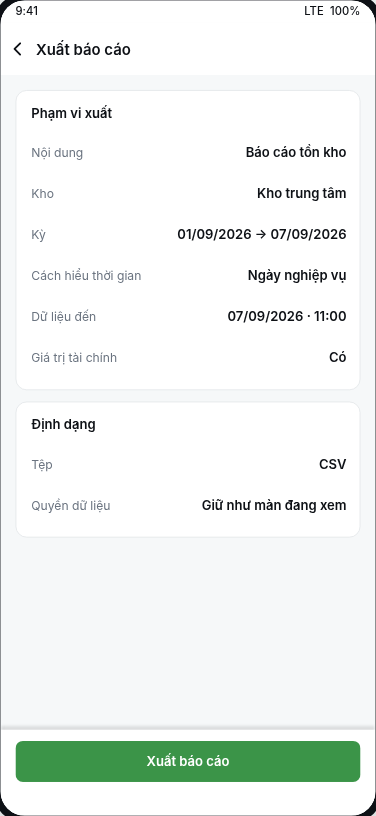 9:41 LTE 100%
Xuất báo cáo
Phạm vi xuất
Nội dung Báo cáo tồn kho
Kho Kho trung tâm
Kỳ 01/09/2026 → 07/09/2026
Cách hiểu thời gian Ngày nghiệp vụ
Dữ liệu đến 07/09/2026 · 11:00
Giá trị tài chính Có
Định dạng
Tệp CSV
Quyền dữ liệu Giữ như màn đang xem
Xuất báo cáo